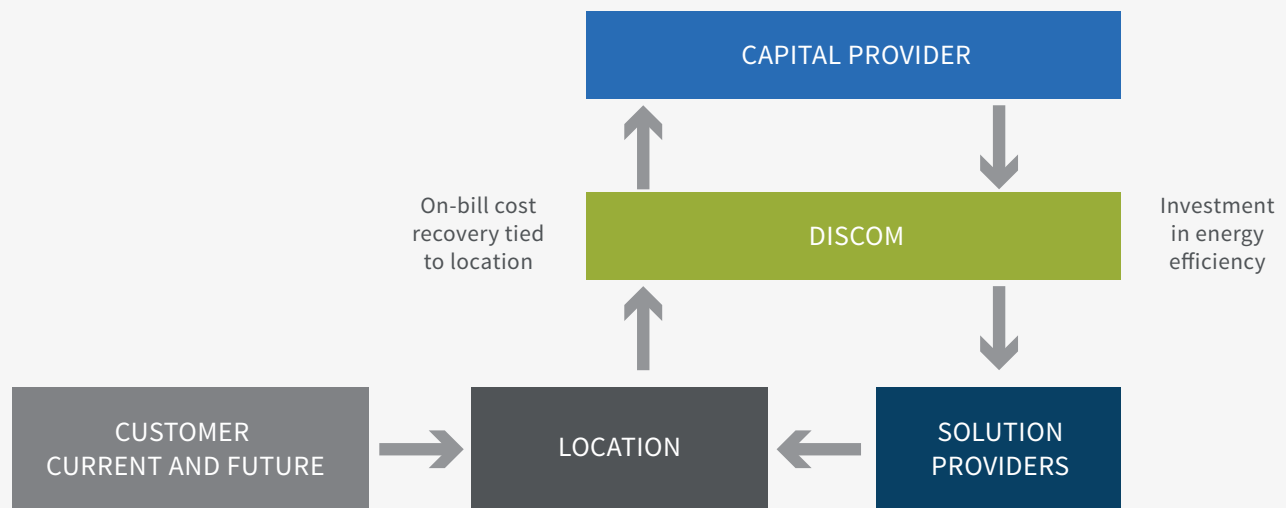 CAPITAL PROVIDER
On-bill cost
recovery tied
to location
DISCOM
Investment
in energy
efficiency
CUSTOMER
CURRENT AND FUTURE
LOCATION
SOLUTION
PROVIDERS